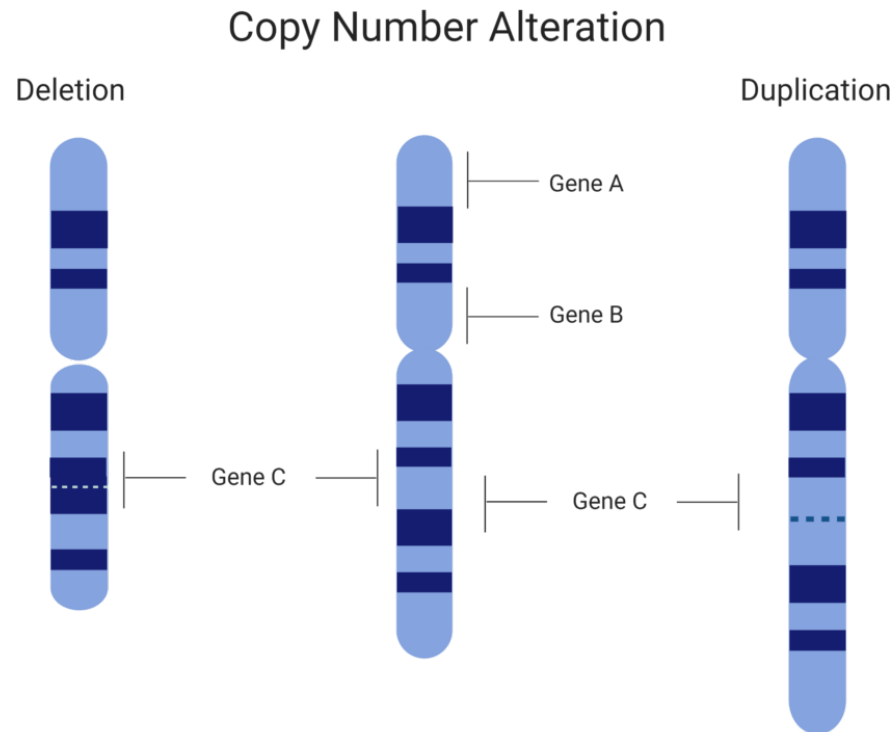 Copy Number Alteration
Deletion
Duplication
Gene A
Gene B
Gene C
Gene C